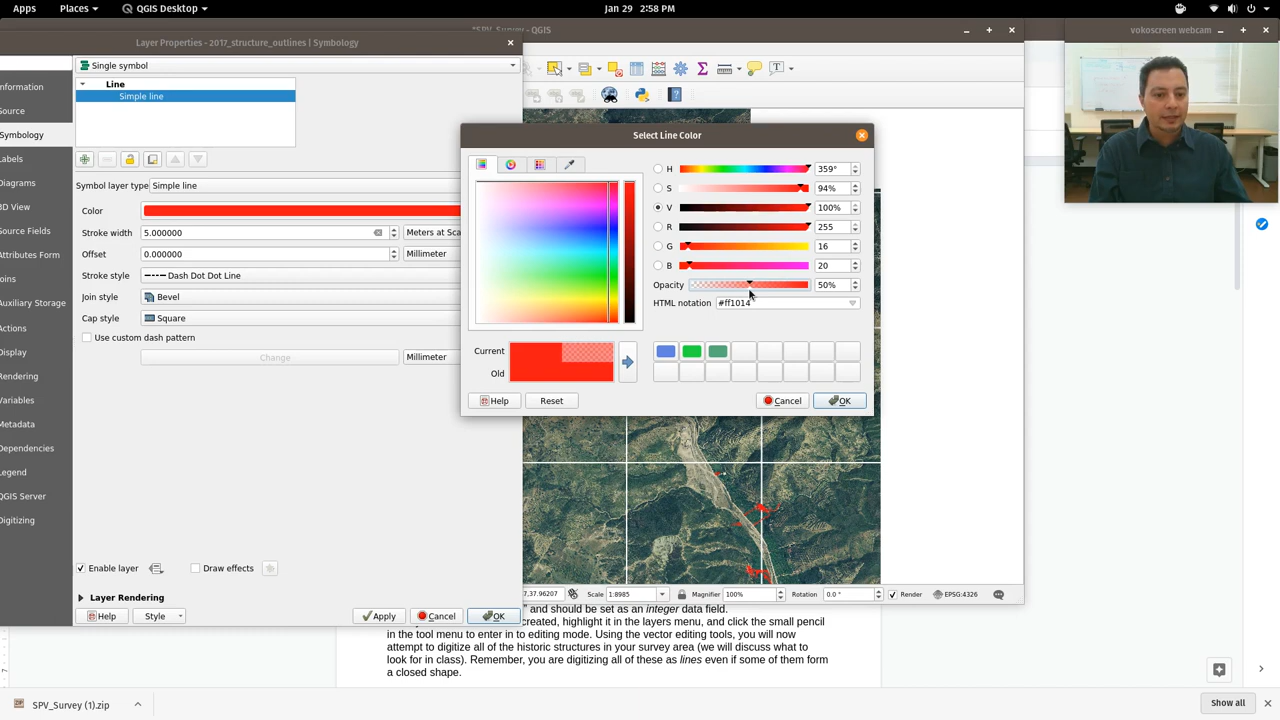 Apps Places QGIS Desktop Jan 29 2:58 PM
*SPV_Survey - QGIS
vokoscreen webcam
Layer Properties - 2017_structure_outlines | Symbology
nformation
Source
Symbology
Labels
Diagrams
3D View
Source Fields
Attributes Form
oins
Auxiliary Storage
Actions
Display
Rendering
Variables
Metadata
Dependencies
Legend
QGIS Server
Digitizing
Single symbol
Line
Simple line
Symbol layer type Simple line
Color
Stroke width 5.000000 Meters at Sca
Offset 0.000000 Millimeter
Stroke style Dash Dot Dot Line
Join style Bevel
Cap style Square
Use custom dash pattern
Change Millimeter
Enable layer Draw effects
Layer Rendering
Help Style Apply Cancel OK
Select Line Color
H 359°
S 94%
V 100%
R 255
G 16
B 20
Opacity 50%
HTML notation #ff1014
Current
Old
Help Reset Cancel OK
7,37.96207 Scale 1:8985 Magnifier 100% Rotation 0.0 ° Render EPSG:4326
" and should be set as an integer data field.
created, highlight it in the layers menu, and click the small pencil
in the tool menu to enter in to editing mode. Using the vector editing tools, you will now
attempt to digitize all of the historic structures in your survey area (we will discuss what to
look for in class). Remember, you are digitizing all of these as lines even if some of them form
a closed shape.
SPV_Survey (1).zip
Show all